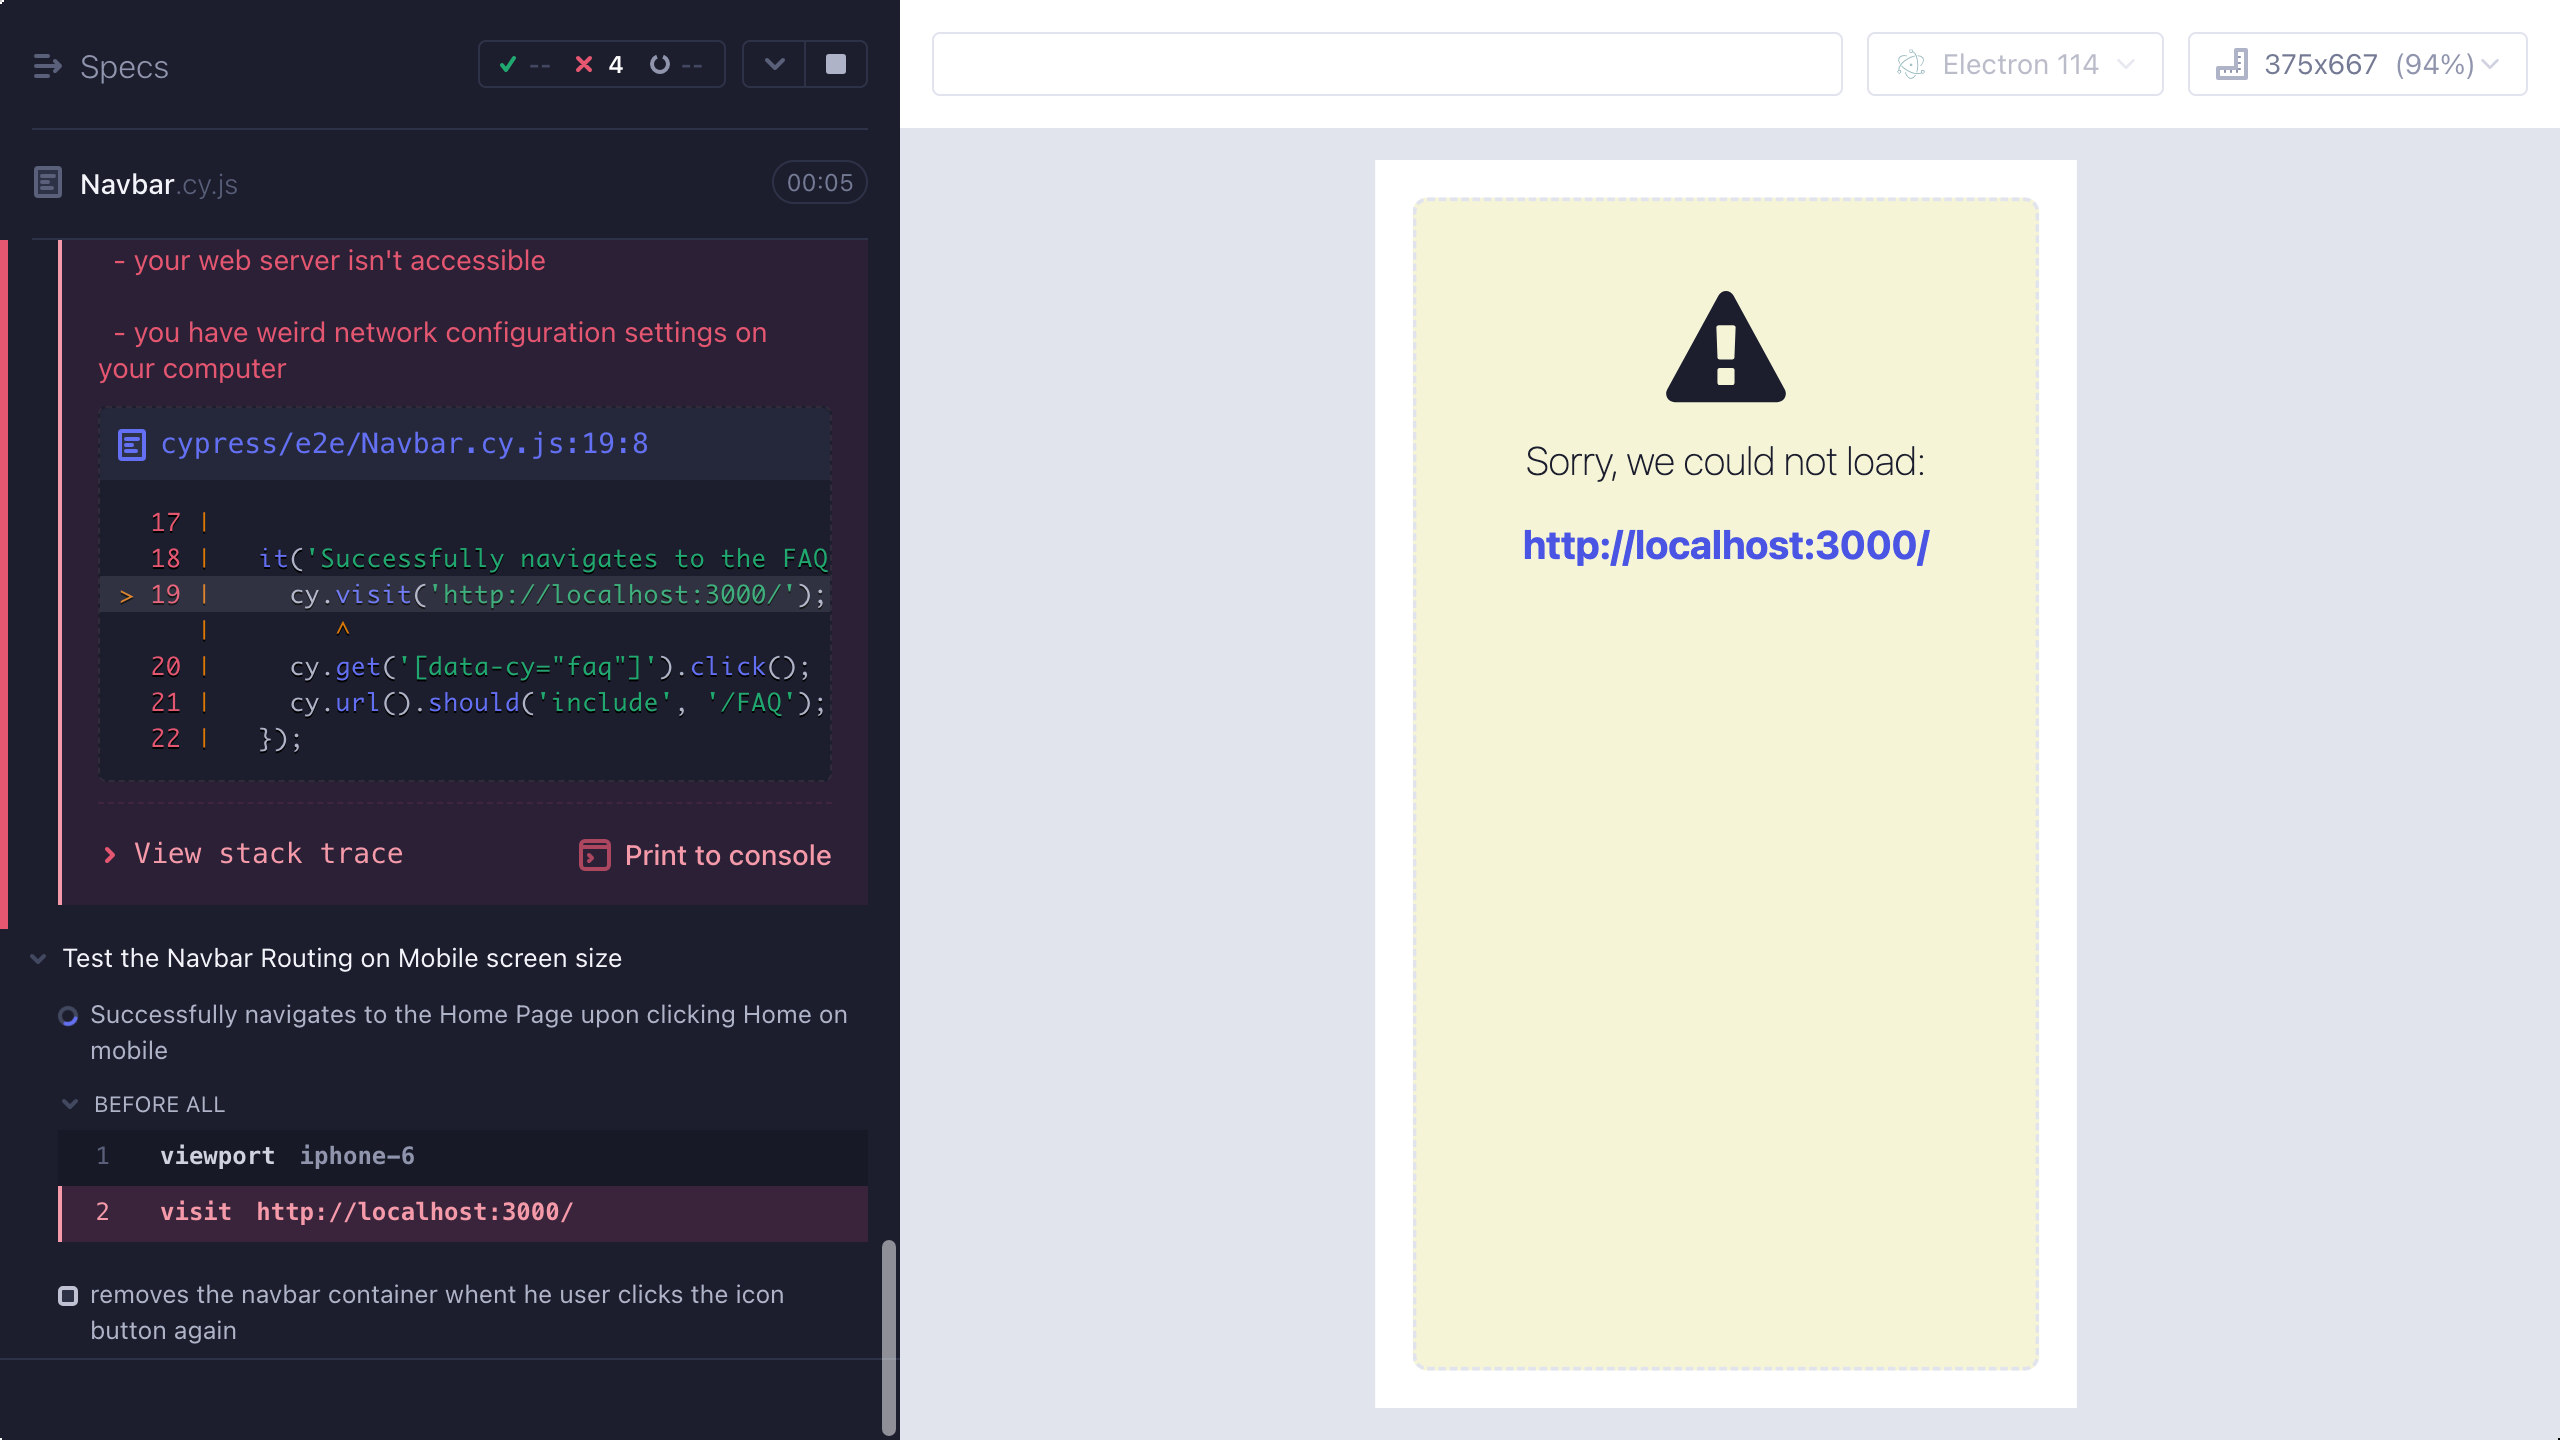 Specs
-- 4 --
Navbar.cy.js
00:05
- your web server isn't accessible
- you have weird network configuration settings on
your computer
cypress/e2e/Navbar.cy.js:19:8
17 |
18 |   it('Successfully navigates to the FAQ
> 19 |     cy.visit('http://localhost:3000/');
|        ^
20 |     cy.get('[data-cy="faq"]').click();
21 |     cy.url().should('include', '/FAQ');
22 |   });
View stack trace
Print to console
Test the Navbar Routing on Mobile screen size
Successfully navigates to the Home Page upon clicking Home on
mobile
BEFORE ALL
1 viewport iphone-6
2 visit http://localhost:3000/
removes the navbar container whent he user clicks the icon
button again
Electron 114
375x667 (94%)
Sorry, we could not load:
http://localhost:3000/